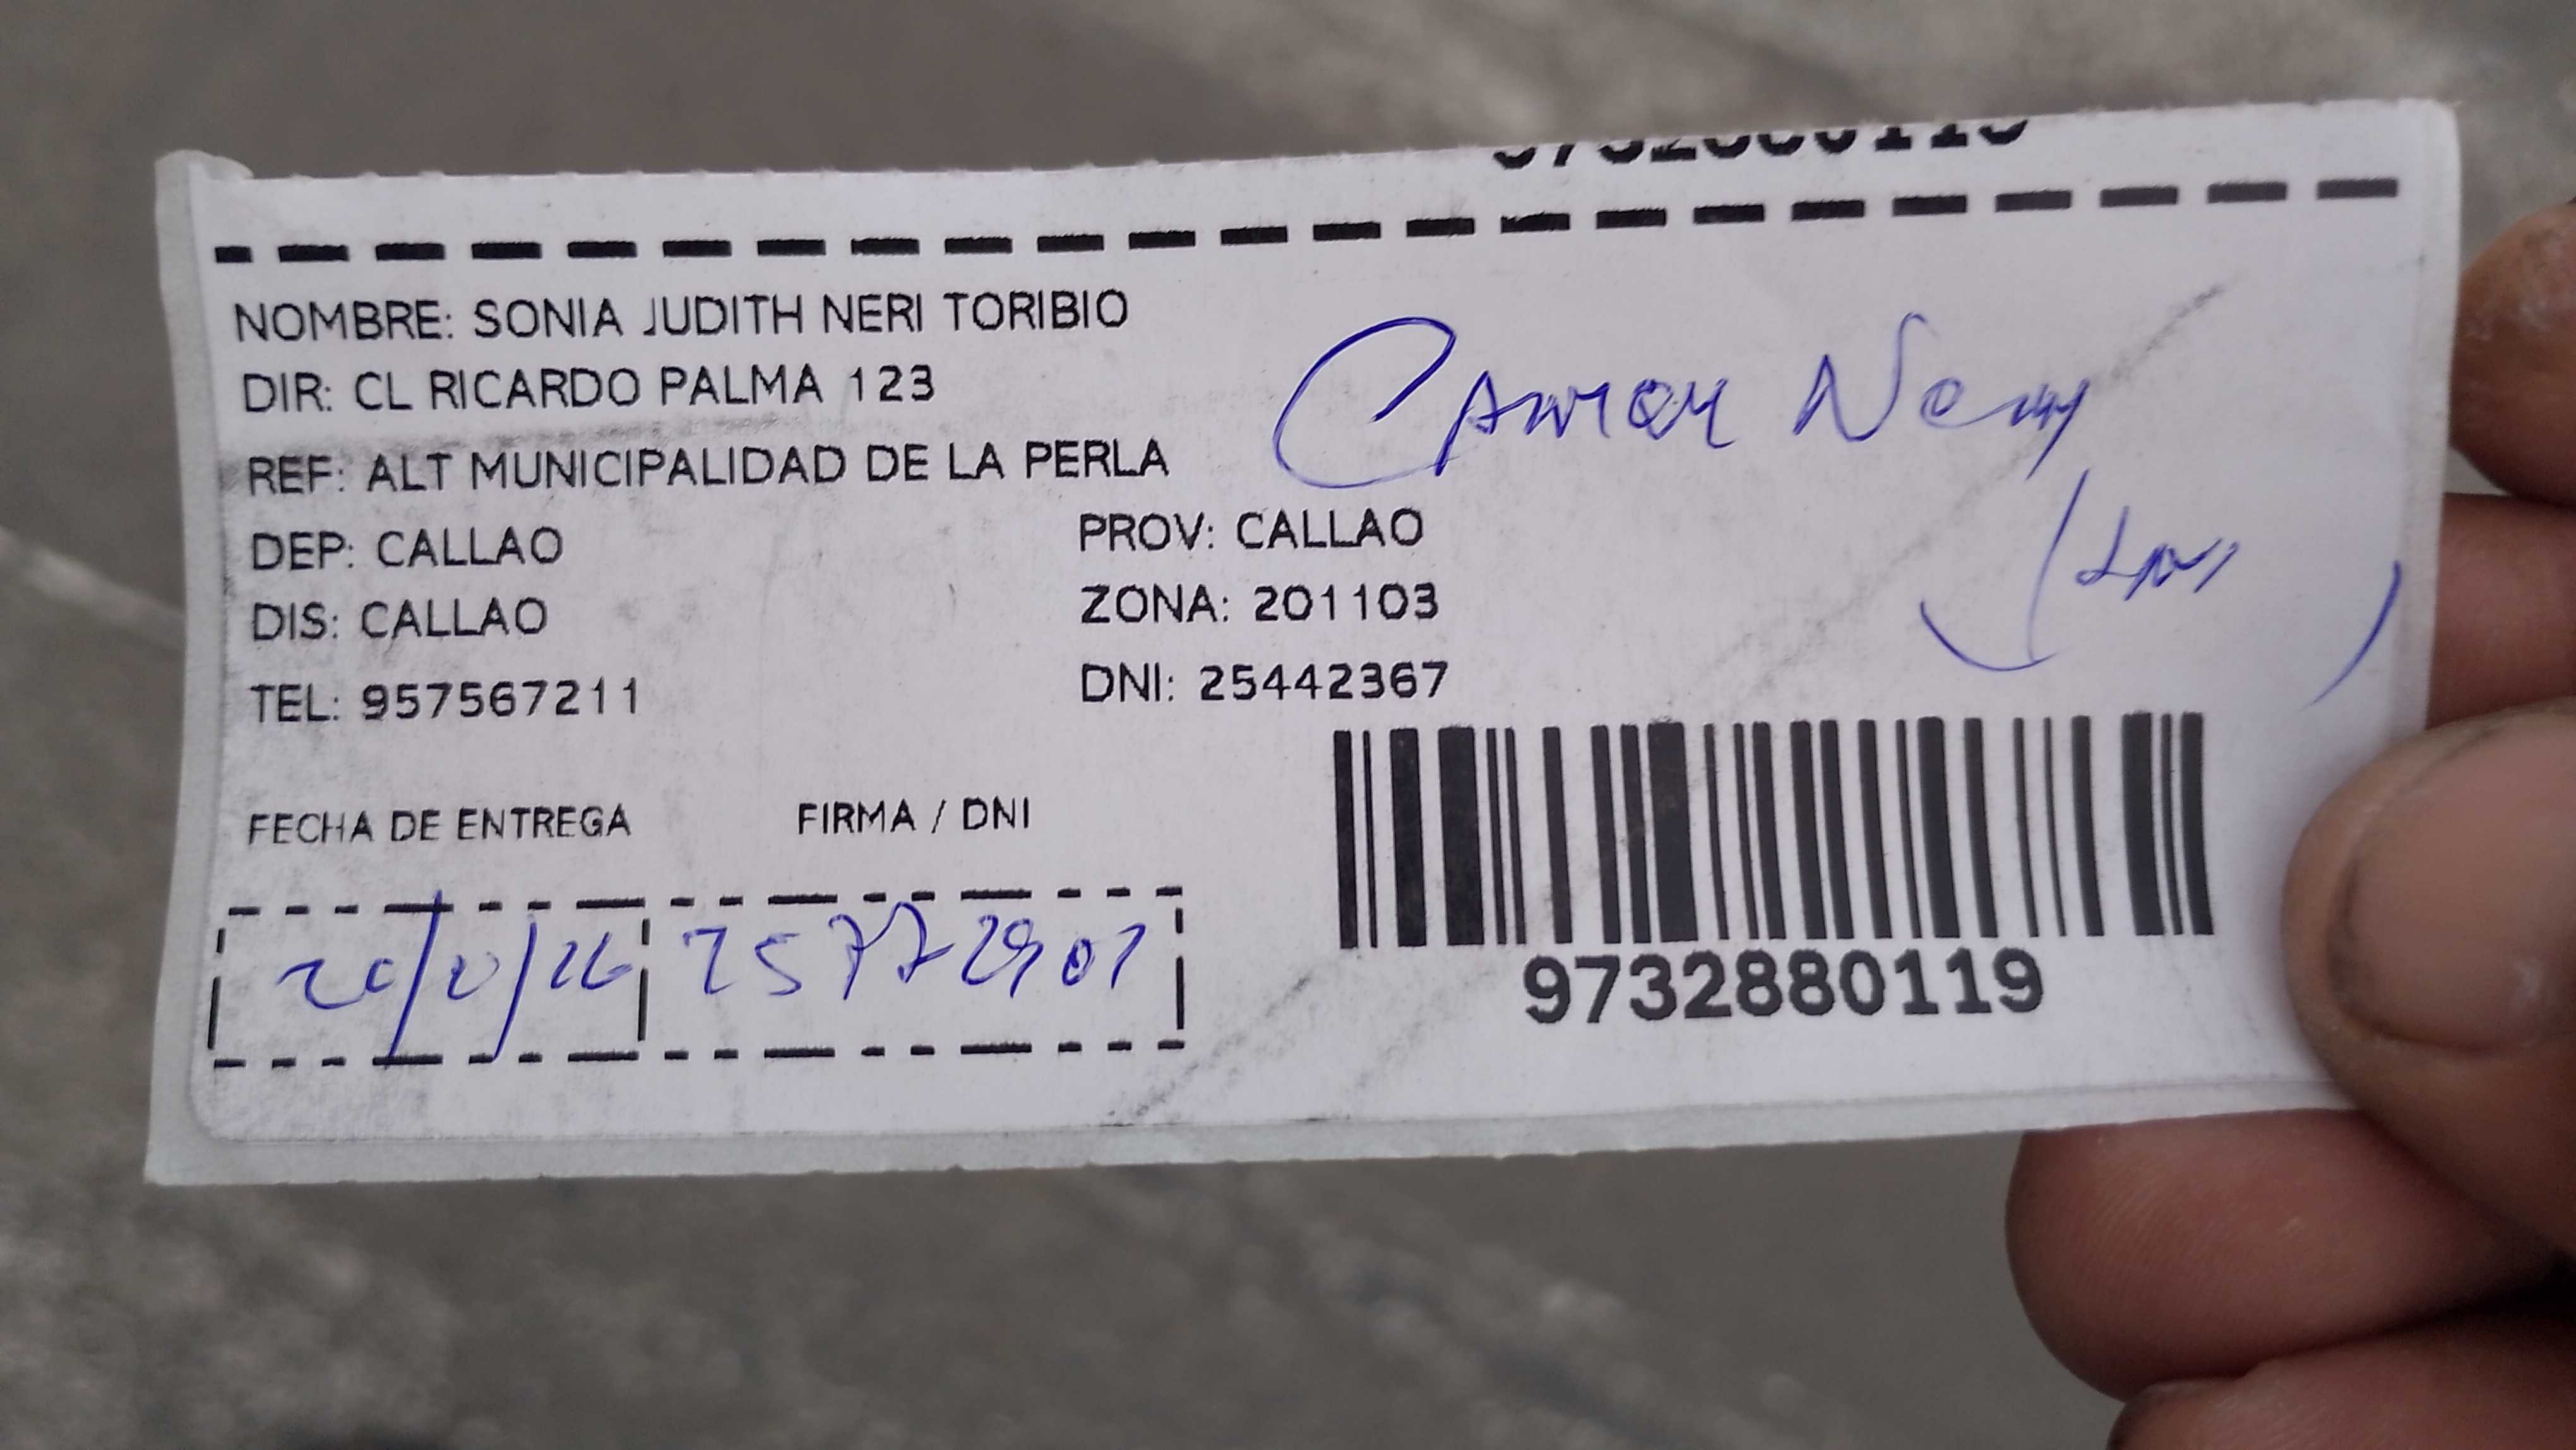 9732880119
NOMBRE: SONIA JUDITH NERI TORIBIO
DIR: CL RICARDO PALMA 123
REF: ALT MUNICIPALIDAD DE LA PERLA
DEP: CALLAO PROV: CALLAO
DIS: CALLAO ZONA: 201103
TEL: 957567211 DNI: 25442367
FECHA DE ENTREGA FIRMA / DNI
9732880119